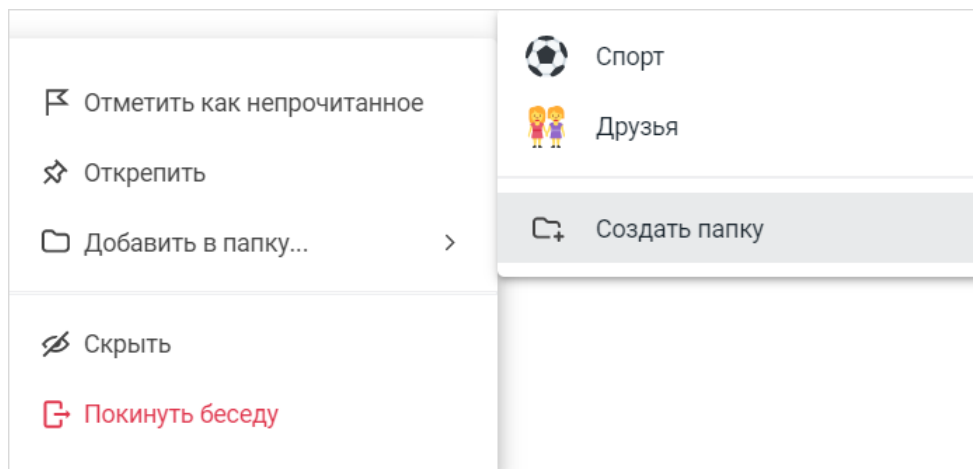 Отметить как непрочитанное
Открепить
Добавить в папку...
Скрыть
Покинуть беседу
Спорт
Друзья
Создать папку